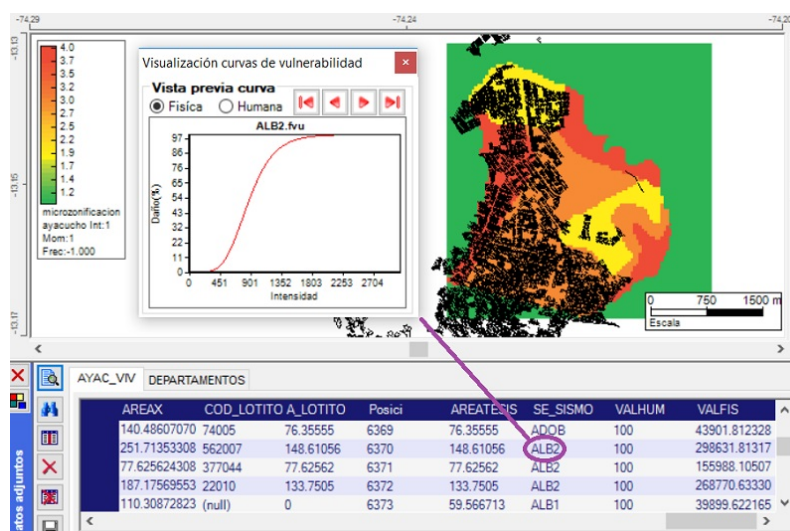 -74,29
-74,24
-74,20
-13.13
-13.15
-13.17
4.0
3.7
3.5
3.2
3.0
2.7
2.5
2.2
1.9
1.7
1.4
1.2
microzonificacion
ayacucho Int:1
Mom:1
Frec:-1.000
Visualización curvas de vulnerabilidad
Vista previa curva
Fisíca Humana
ALB2.fvu
Daño(%)
97
86
76
65
54
43
32
22
11
0
0 451 901 1352 1803 2253 2704
Intensidad
0 750 1500 m
Escala
atos adjuntos
AYAC_VIV DEPARTAMENTOS
AREAX COD_LOTITO A_LOTITO Posici AREATESIS SE_SISMO VALHUM VALFIS
140.48607070 74005 76.35555 6369 76.35555 ADOB 100 43901.812328
251.71353308 562007 148.61056 6370 148.61056 ALB2 100 298631.81317
77.625624308 377044 77.62562 6371 77.62562 ALB2 100 155988.10507
187.17569553 22010 133.7505 6372 133.7505 ALB2 100 268770.63330
110.30872823 (null) 0 6373 59.566713 ALB1 100 39899.622165